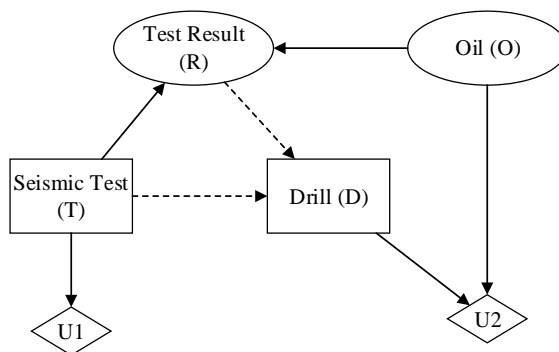 Test Result
(R)
Oil (O)
Seismic Test
(T)
Drill (D)
U1
U2